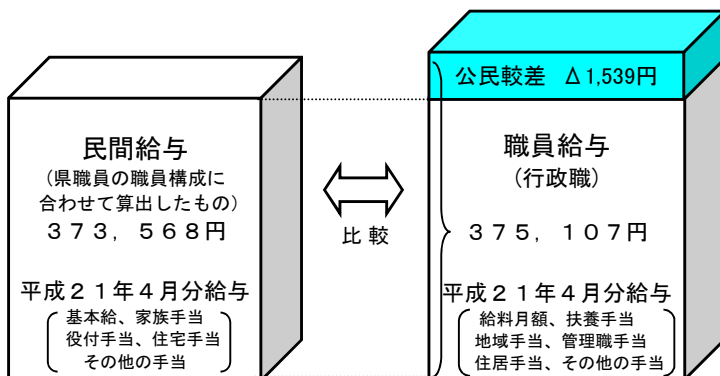 民間給与
（県職員の職員構成に
合わせて算出したもの）
３７３，５６８円
平成２１年４月分給与
基本給、家族手当
役付手当、住宅手当
その他の手当
比 較
公民較差　Δ1,539円
職員給与
（行政職）
３７５，１０７円
平成２１年４月分給与
給料月額、扶養手当
地域手当、管理職手当
住居手当、その他の手当